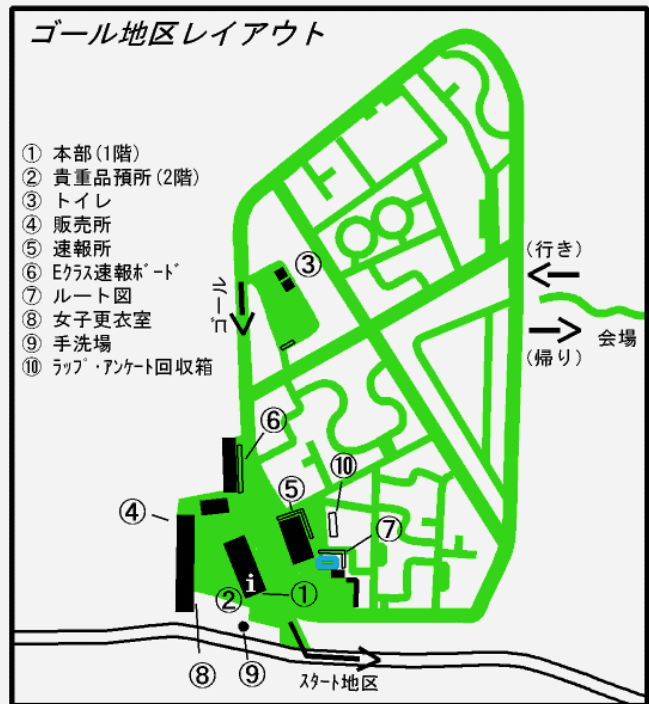 ゴール地区レイアウト
① 本部(1階)
② 貴重品預所(2階)
③ トイレ
④ 販売所
⑤ 速報所
⑥ Eクラス速報ボード
⑦ ルート図
⑧ 女子更衣室
⑨ 手洗場
⑩ ラップ・アンケート回収箱
③
(行き)
ゴール
会場
(帰り)
⑥
⑩
⑤
④
⑦
i
②
①
⑧
⑨
スタート地区